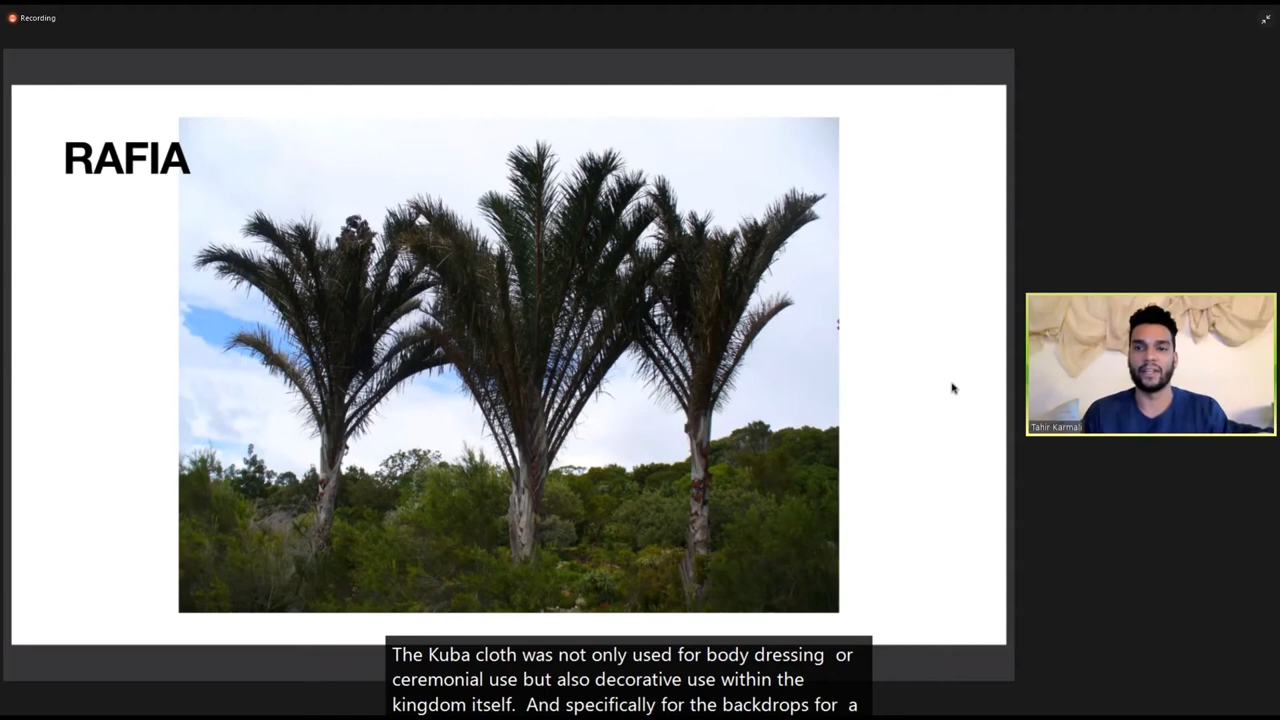 Recording
RAFIA
Tahir Karmali
The Kuba cloth was not only used for body dressing  or
ceremonial use but also decorative use within the
kingdom itself.  And specifically for the backdrops for  a